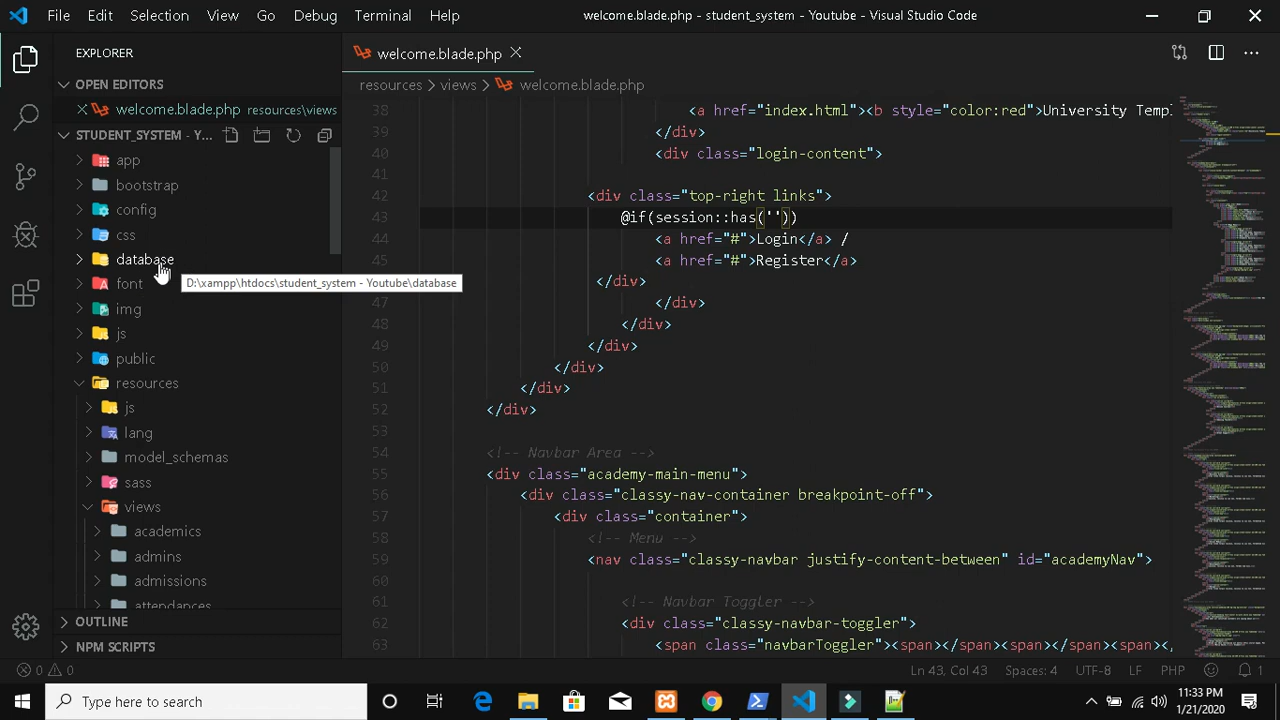 File Edit Selection View Go Debug Terminal Help
welcome.blade.php - student_system - Youtube - Visual Studio Code
EXPLORER
OPEN EDITORS
welcome.blade.php resources\views
STUDENT_SYSTEM - Y...
app
bootstrap
config
css
database
font
img
js
public
resources
js
lang
model_schemas
sass
views
academics
admins
admissions
attendances
OUTLINE
NPM SCRIPTS
D:\xampp\htdocs\student_system - Youtube\database
welcome.blade.php
resources > views > welcome.blade.php
38 <a href="index.html"><b style="color:red">University Temp
39 </div>
40 <div class="login-content">
41
42 <div class="top-right links">
43 @if(session::has(''))
44 <a href="#">Login</a> /
45 <a href="#">Register</a>
46 </div>
47 </div>
48 </div>
49 </div>
50 </div>
51 </div>
52 </div>
53
54 <!-- Navbar Area -->
55 <div class="academy-main-menu">
56 <div class="classy-nav-container breakpoint-off">
57 <div class="container">
58 <!-- Menu -->
59 <nav class="classy-navbar justify-content-between" id="academyNav">
60
61 <!-- Navbar Toggler -->
62 <div class="classy-navbar-toggler">
63 <span class="navbarToggler"><span></span><span></span><span>
0 0
Ln 43, Col 43 Spaces: 4 UTF-8 LF PHP 1
Type here to search
11:33 PM
1/21/2020